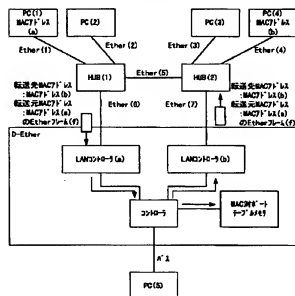 PC(1)
MACアドレス
(a)
PC(2)
PC(3)
PC(4)
MACアドレス
(b)
Ether(1)
Ether(2)
Ether(3)
Ether(4)
HUB(1)
Ether(5)
HUB(2)
転送先MACアドレス
:MACアドレス(b)
転送元MACアドレス
:MACアドレス(a)
のEtherフレーム(f)
Ether(6)
Ether(7)
転送先MACアドレス
:MACアドレス(b)
転送元MACアドレス
:MACアドレス(a)
のEtherフレーム(f)
D-Ether
LANコントローラ(a)
LANコントローラ(b)
コントローラ
MAC対ポート
テーブルメモリ
バス
PC(5)